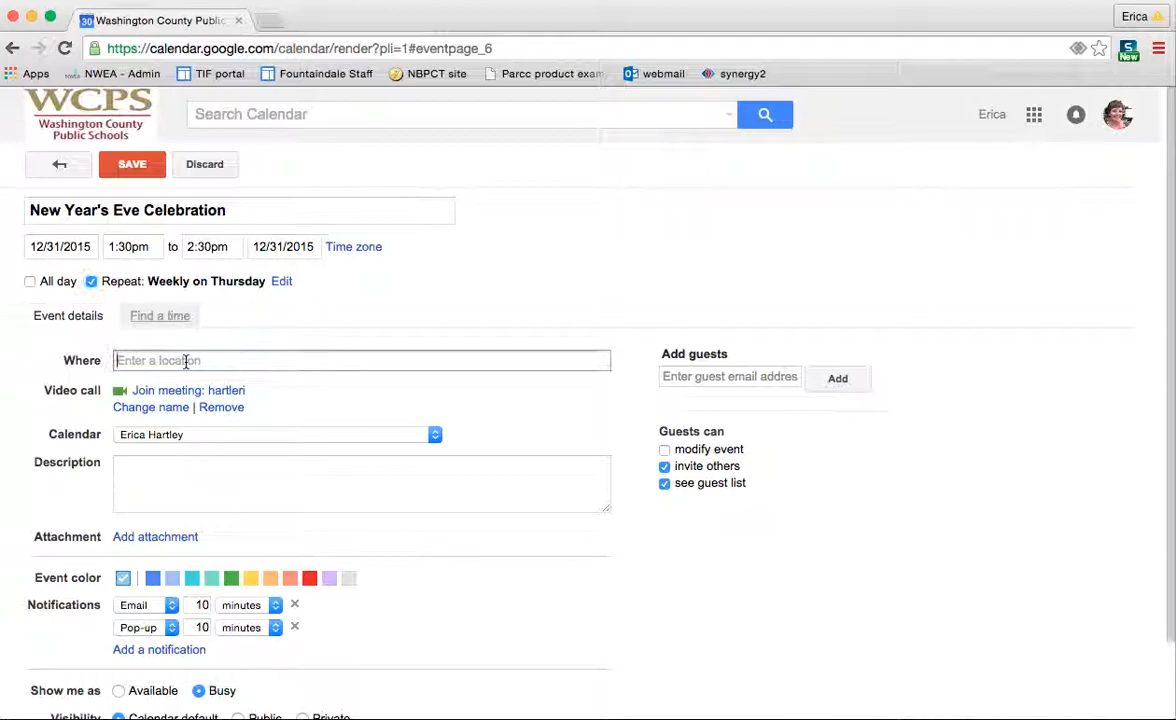 Washington County Public
Erica
https://calendar.google.com/calendar/render?pli=1#eventpage_6
Apps NWEA - Admin TIF portal Fountaindale Staff NBPCT site Parcc product exam webmail synergy2 New
WCPS
Washington County
Public Schools
Search Calendar
Erica
SAVE Discard
New Year's Eve Celebration
12/31/2015 1:30pm to 2:30pm 12/31/2015 Time zone
All day Repeat: Weekly on Thursday Edit
Event details Find a time
Where Enter a location
Video call Join meeting: hartleri
Change name | Remove
Calendar Erica Hartley
Description
Attachment Add attachment
Event color
Notifications Email 10 minutes
Pop-up 10 minutes
Add a notification
Show me as Available Busy
Visibility Calendar default Public Private
Add guests
Enter guest email addres Add
Guests can
modify event
invite others
see guest list